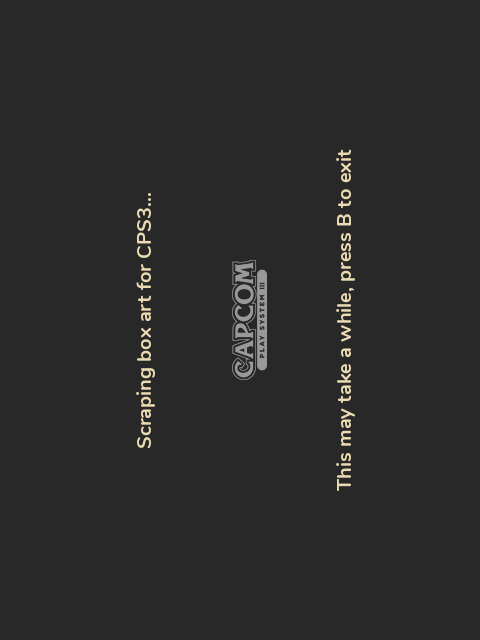 Scraping box art for CPS3...
CAPCOM
PLAY SYSTEM III
This may take a while, press B to exit